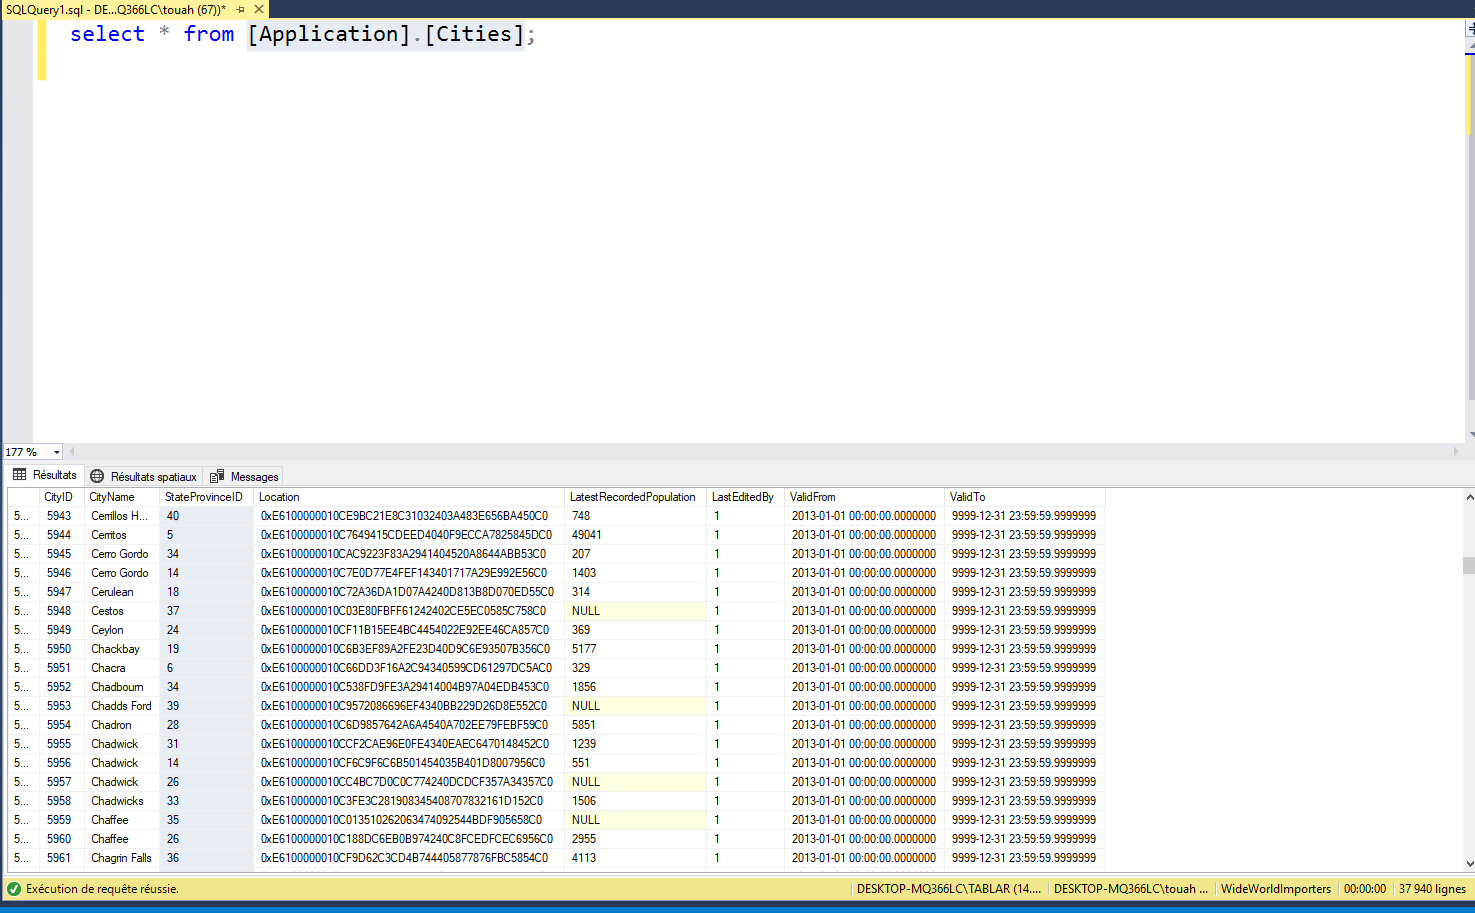 SQLQuery1.sql - DE...Q366LC\touah (67))*
select * from [Application].[Cities];
177 %
Résultats Résultats spatiaux Messages
CityID CityName StateProvinceID Location LatestRecordedPopulation LastEditedBy ValidFrom ValidTo
5... 5943 Cerrillos H... 40 0xE6100000010CE9BC21E8C31032403A483E656BA450C0 748 1 2013-01-01 00:00:00.0000000 9999-12-31 23:59:59.9999999
5... 5944 Cerritos 5 0xE6100000010C7649415CDEED4040F9ECCA7825845DC0 49041 1 2013-01-01 00:00:00.0000000 9999-12-31 23:59:59.9999999
5... 5945 Cerro Gordo 34 0xE6100000010CAC9223F83A2941404520A8644ABB53C0 207 1 2013-01-01 00:00:00.0000000 9999-12-31 23:59:59.9999999
5... 5946 Cerro Gordo 14 0xE6100000010C7E0D77E4FEF143401717A29E992E56C0 1403 1 2013-01-01 00:00:00.0000000 9999-12-31 23:59:59.9999999
5... 5947 Cerulean 18 0xE6100000010C72A36DA1D07A4240D813B8D070ED55C0 314 1 2013-01-01 00:00:00.0000000 9999-12-31 23:59:59.9999999
5... 5948 Cestos 37 0xE6100000010C03E80FBFF61242402CE5EC0585C758C0 NULL 1 2013-01-01 00:00:00.0000000 9999-12-31 23:59:59.9999999
5... 5949 Ceylon 24 0xE6100000010CF11B15EE4BC4454022E92EE46CA857C0 369 1 2013-01-01 00:00:00.0000000 9999-12-31 23:59:59.9999999
5... 5950 Chackbay 19 0xE6100000010C6B3EF89A2FE23D40D9C6E93507B356C0 5177 1 2013-01-01 00:00:00.0000000 9999-12-31 23:59:59.9999999
5... 5951 Chacra 6 0xE6100000010C66DD3F16A2C94340599CD61297DC5AC0 329 1 2013-01-01 00:00:00.0000000 9999-12-31 23:59:59.9999999
5... 5952 Chadbourn 34 0xE6100000010C538FD9FE3A29414004B97A04EDB453C0 1856 1 2013-01-01 00:00:00.0000000 9999-12-31 23:59:59.9999999
5... 5953 Chadds Ford 39 0xE6100000010C9572086696EF4340BB229D26D8E552C0 NULL 1 2013-01-01 00:00:00.0000000 9999-12-31 23:59:59.9999999
5... 5954 Chadron 28 0xE6100000010C6D9857642A6A4540A702EE79FEBF59C0 5851 1 2013-01-01 00:00:00.0000000 9999-12-31 23:59:59.9999999
5... 5955 Chadwick 31 0xE6100000010CCF2CAE96E0FE4340EAEC6470148452C0 1239 1 2013-01-01 00:00:00.0000000 9999-12-31 23:59:59.9999999
5... 5956 Chadwick 14 0xE6100000010CF6C9F6C6B501454035B401D8007956C0 551 1 2013-01-01 00:00:00.0000000 9999-12-31 23:59:59.9999999
5... 5957 Chadwick 26 0xE6100000010CC4BC7D0C0C774240DCDCF357A34357C0 NULL 1 2013-01-01 00:00:00.0000000 9999-12-31 23:59:59.9999999
5... 5958 Chadwicks 33 0xE6100000010C3FE3C281908345408707832161D152C0 1506 1 2013-01-01 00:00:00.0000000 9999-12-31 23:59:59.9999999
5... 5959 Chaffee 35 0xE6100000010C013510262063474092544BDF905658C0 NULL 1 2013-01-01 00:00:00.0000000 9999-12-31 23:59:59.9999999
5... 5960 Chaffee 26 0xE6100000010C188DC6EB0B974240C8FCEDFCEC6956C0 2955 1 2013-01-01 00:00:00.0000000 9999-12-31 23:59:59.9999999
5... 5961 Chagrin Falls 36 0xE6100000010CF9D62C3CD4B744405877876FBC5854C0 4113 1 2013-01-01 00:00:00.0000000 9999-12-31 23:59:59.9999999
Exécution de requête réussie. DESKTOP-MQ366LC\TABLAR (14.... DESKTOP-MQ366LC\touah ... WideWorldImporters 00:00:00 37 940 lignes